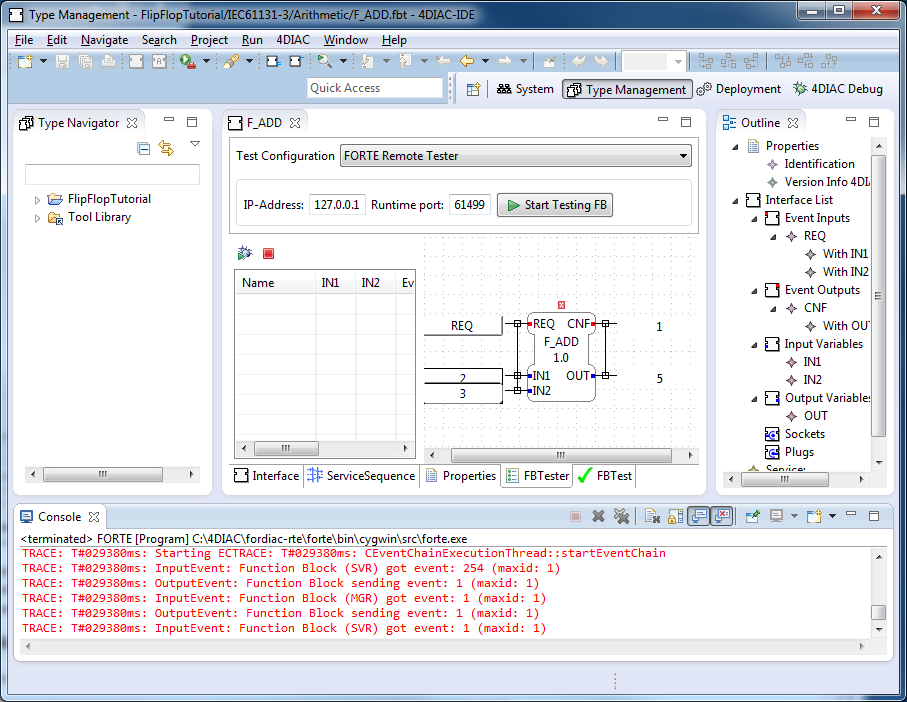 Type Management - FlipFlopTutorial/IEC61131-3/Arithmetic/F_ADD.fbt - 4DIAC-IDE
File Edit Navigate Search Project Run 4DIAC Window Help
Quick Access
System
Type Management
Deployment
4DIAC Debug
Type Navigator
FlipFlopTutorial
Tool Library
F_ADD
Test Configuration FORTE Remote Tester
IP-Address: 127.0.0.1 Runtime port: 61499 Start Testing FB
Name IN1 IN2 Ev
REQ REQ CNF 1
F_ADD
1.0
2 IN1 OUT 5
3 IN2
Interface ServiceSequence Properties FBTester FBTest
Outline
Properties
Identification
Version Info 4DI
Interface List
Event Inputs
REQ
With IN1
With IN2
Event Outputs
CNF
With OU
Input Variables
IN1
IN2
Output Variables
OUT
Sockets
Plugs
Service:
Console
<terminated> FORTE [Program] C:\4DIAC\fordiac-rte\forte\bin\cygwin\src\forte.exe
TRACE: T#029380ms: Starting ECTRACE: T#029380ms: CEventChainExecutionThread::startEventChain
TRACE: T#029380ms: InputEvent: Function Block (SVR) got event: 254 (maxid: 1)
TRACE: T#029380ms: OutputEvent: Function Block sending event: 1 (maxid: 1)
TRACE: T#029380ms: InputEvent: Function Block (MGR) got event: 1 (maxid: 1)
TRACE: T#029380ms: OutputEvent: Function Block sending event: 1 (maxid: 1)
TRACE: T#029380ms: InputEvent: Function Block (SVR) got event: 1 (maxid: 1)